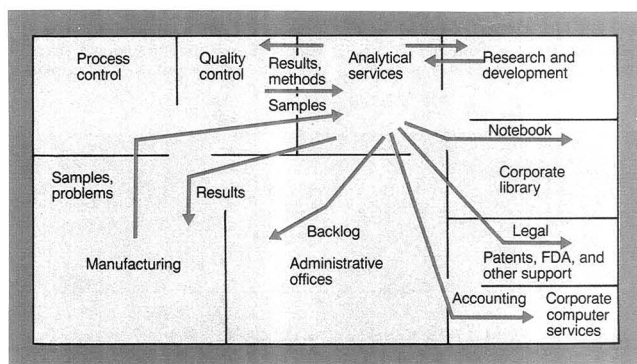 Process
control
Quality
control
Results,
methods
Samples
Analytical
services
Research and
development
Notebook
Corporate
library
Samples,
problems
Results
Manufacturing
Backlog
Administrative
offices
Legal
Patents, FDA, and
other support
Accounting
Corporate
computer
services